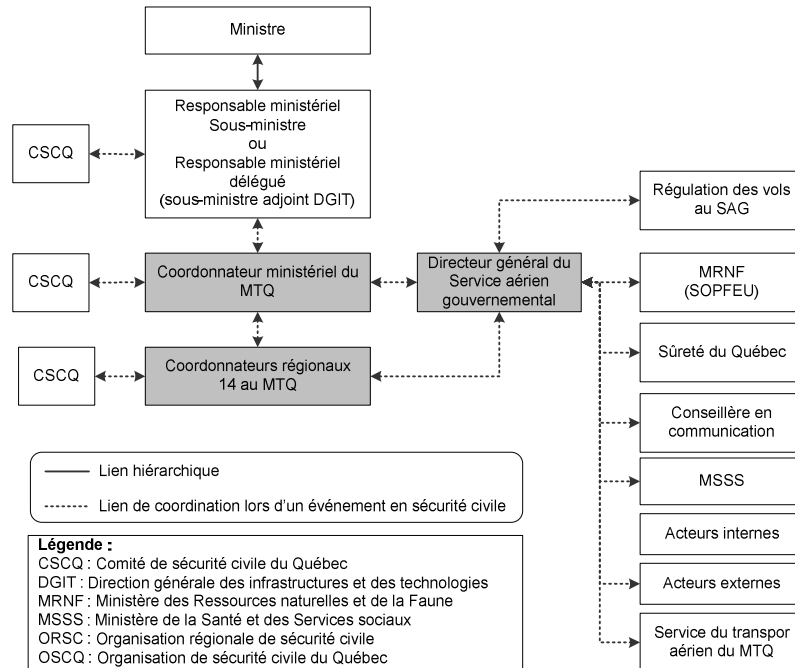 Ministre
Responsable ministériel
Sous-ministre
ou
Responsable ministériel
délégué
(sous-ministre adjoint DGIT)
CSCQ
Régulation des vols
au SAG
CSCQ
Coordonnateur ministériel du
MTQ
Directeur général du
Service aérien
gouvernemental
MRNF
(SOPFEU)
CSCQ
Coordonnateurs régionaux
14 au MTQ
Sûreté du Québec
Conseillère en
communication
MSSS
Acteurs internes
Acteurs externes
Service du transpor
aérien du MTQ
Lien hiérarchique
Lien de coordination lors d'un événement en sécurité civile
Légende :
CSCQ : Comité de sécurité civile du Québec
DGIT : Direction générale des infrastructures et des technologies
MRNF : Ministère des Ressources naturelles et de la Faune
MSSS : Ministère de la Santé et des Services sociaux
ORSC : Organisation régionale de sécurité civile
OSCQ : Organisation de sécurité civile du Québec